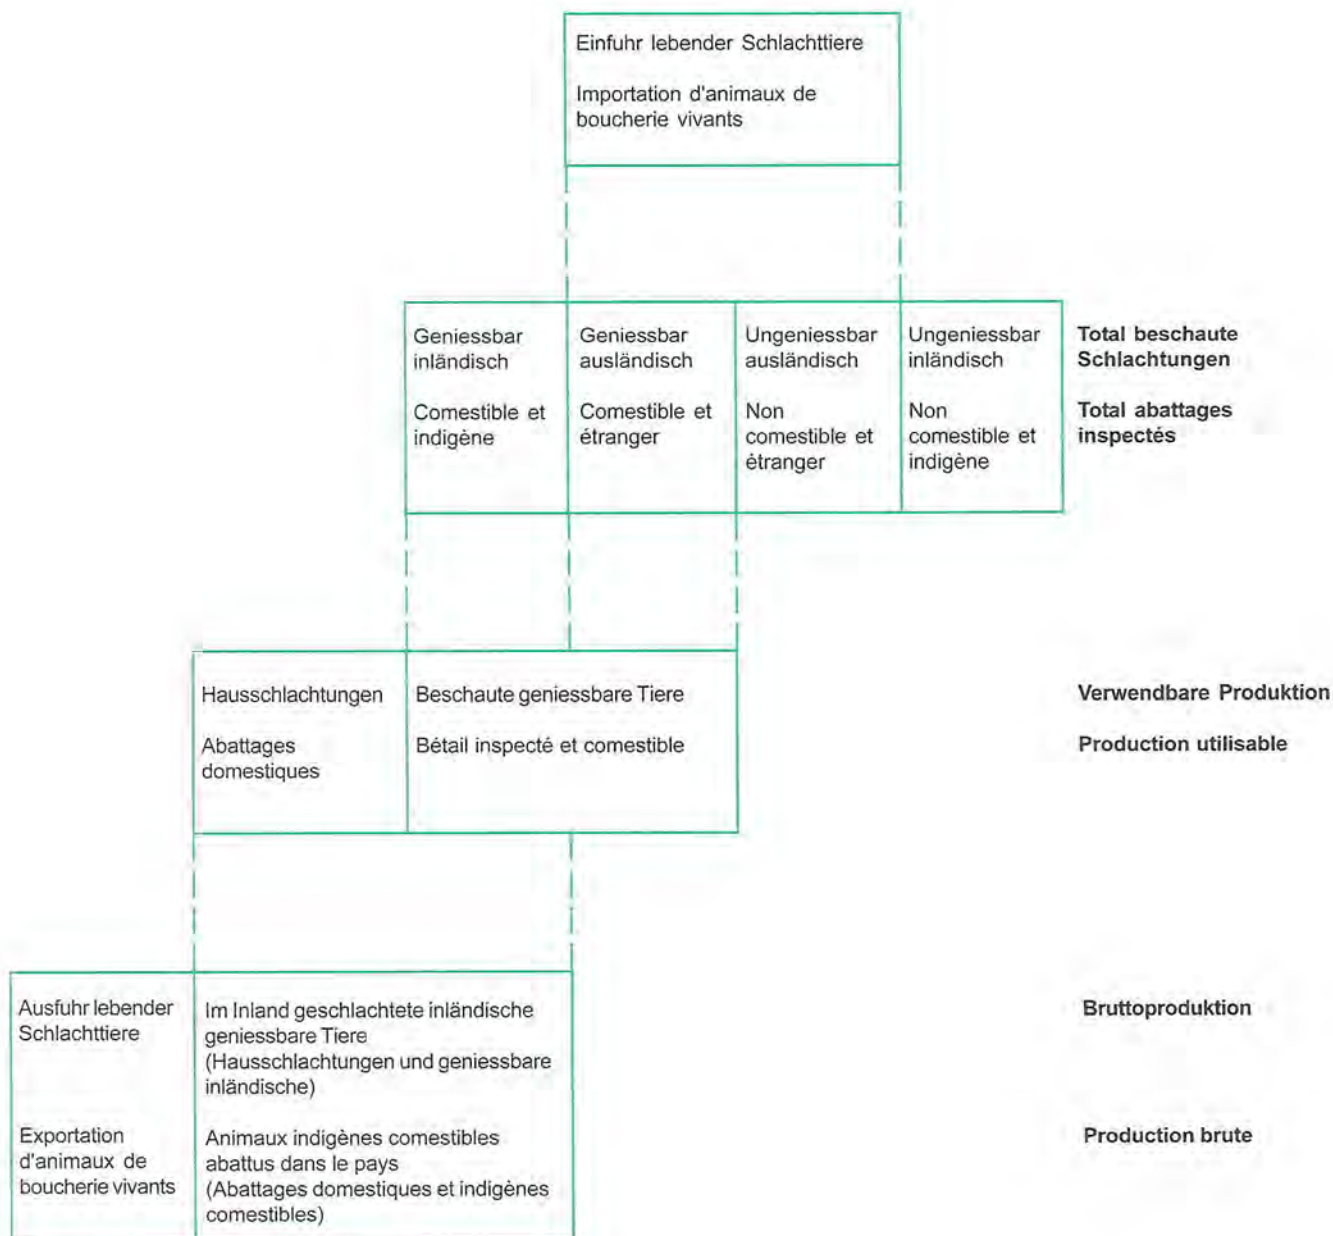 Einfuhr lebender Schlachttiere
Importation d'animaux de
boucherie vivants
Geniessbar
inländisch
Comestible et
indigène
Geniessbar
ausländisch
Comestible et
étranger
Ungeniessbar
ausländisch
Non
comestible et
étranger
Ungeniessbar
inländisch
Non
comestible et
indigène
Total beschaute
Schlachtungen
Total abattages
inspectés
Hausschlachtungen
Abattages
domestiques
Beschaute geniessbare Tiere
Bétail inspecté et comestible
Verwendbare Produktion
Production utilisable
Ausfuhr lebender
Schlachttiere
Exportation
d'animaux de
boucherie vivants
Im Inland geschlachtete inländische
geniessbare Tiere
(Hausschlachtungen und geniessbare
inländische)
Animaux indigènes comestibles
abattus dans le pays
(Abattages domestiques et indigènes
comestibles)
Bruttoproduktion
Production brute